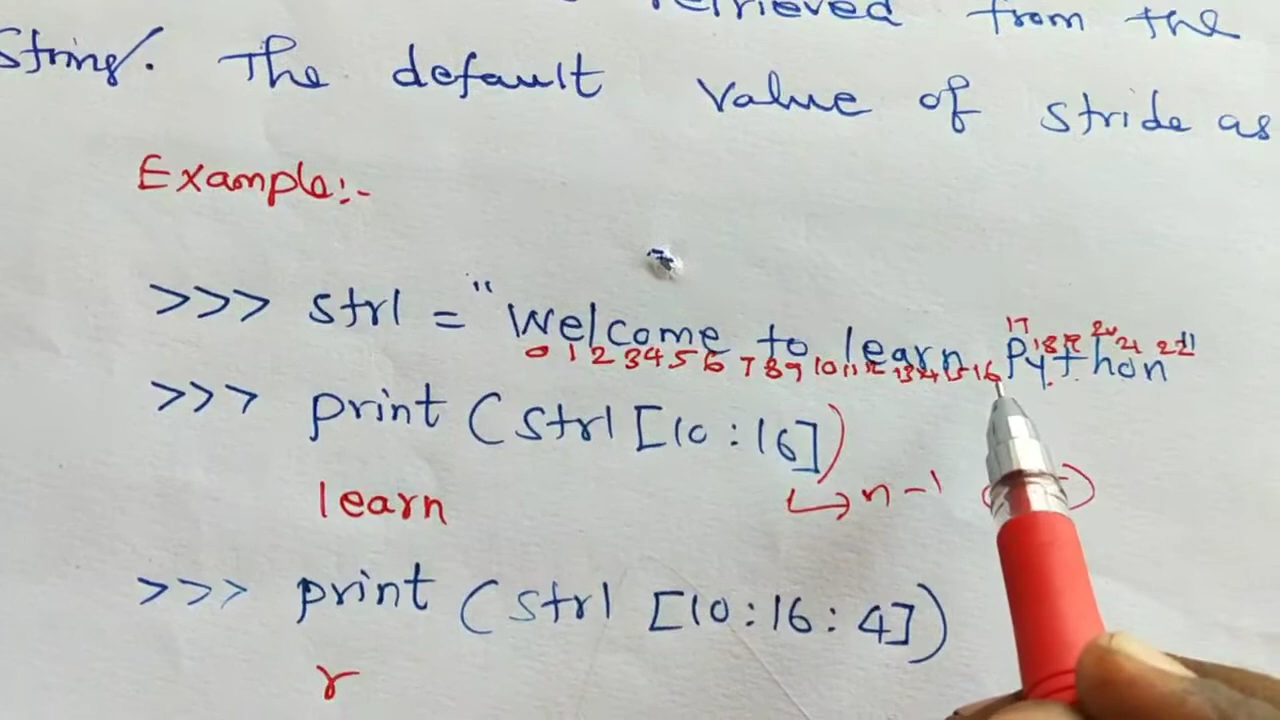 retrieved from the
String. The default value of stride as
Example:-
>>> str1 = "Welcome to learn Python"
0 1 2 3 4 5 6 7 8 9 10 11 12 13 14 15 16 17 18 19 20 21 22
>>> print (str1 [10:16])
n-1
learn
>>> print (str1 [10:16:4])
r